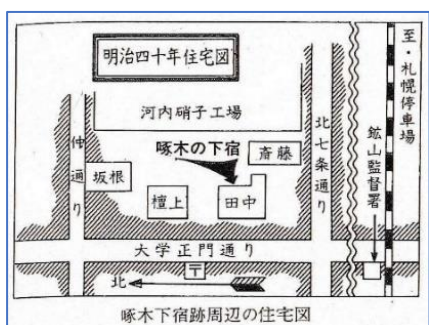 明治四十年住宅図
至・札幌停車場
河内硝子工場
北七条通り
仲通り
啄木の下宿
斎藤
鉱山監督署
坂根
檀上
田中
大学正門通り
〒
北
啄木下宿跡周辺の住宅図